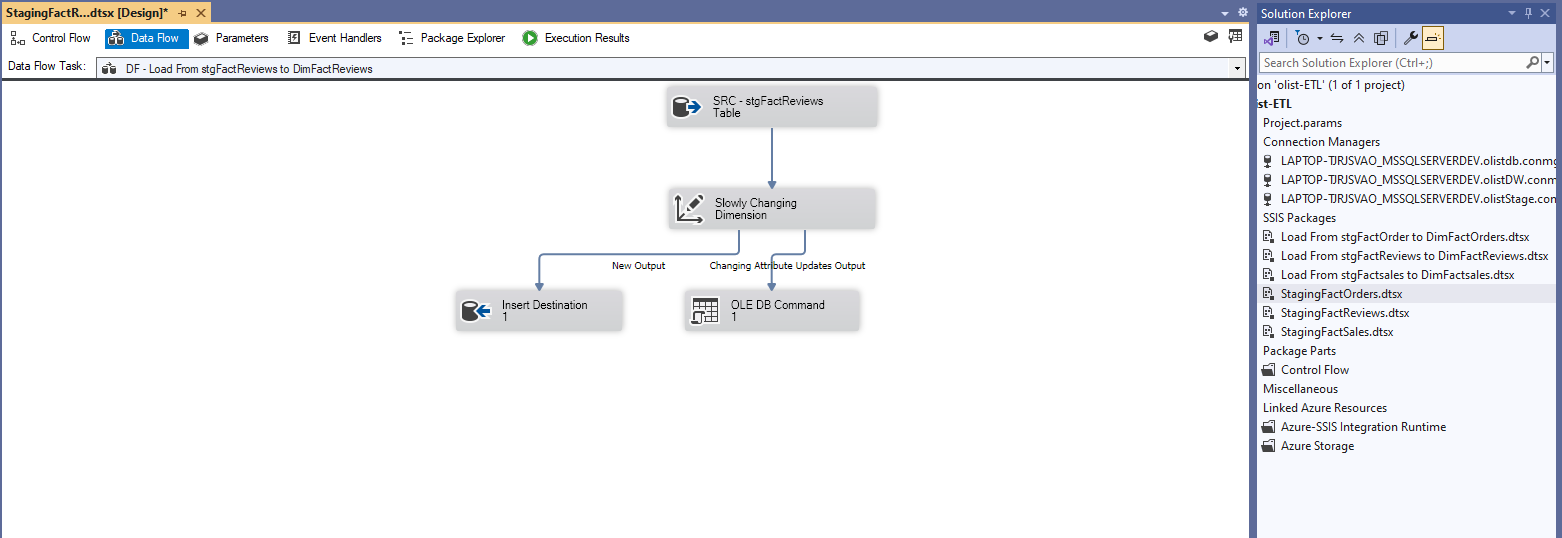 StagingFactR...dtsx [Design]*
Solution Explorer
Control Flow
Data Flow
Parameters
Event Handlers
Package Explorer
Execution Results
Data Flow Task:
DF - Load From stgFactReviews to DimFactReviews
Search Solution Explorer (Ctrl+;)
SRC - stgFactReviews
Table
Slowly Changing
Dimension
New Output
Changing Attribute Updates Output
Insert Destination
1
OLE DB Command
1
on 'olist-ETL' (1 of 1 project)
ist-ETL
Project.params
Connection Managers
LAPTOP-TJRJSVAO_MSSQLSERVERDEV.olistdb.conmg
LAPTOP-TJRJSVAO_MSSQLSERVERDEV.olistDW.conm
LAPTOP-TJRJSVAO_MSSQLSERVERDEV.olistStage.con
SSIS Packages
Load From stgFactOrder to DimFactOrders.dtsx
Load From stgFactReviews to DimFactReviews.dtsx
Load From stgFactsales to DimFactsales.dtsx
StagingFactOrders.dtsx
StagingFactReviews.dtsx
StagingFactSales.dtsx
Package Parts
Control Flow
Miscellaneous
Linked Azure Resources
Azure-SSIS Integration Runtime
Azure Storage